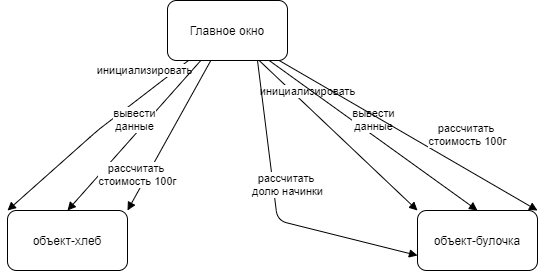 Главное окно
инициализировать
инициализировать
вывести
данные
вывести
данные
рассчитать
стоимость 100г
рассчитать
стоимость 100г
рассчитать
долю начинки
объект-хлеб
объект-булочка